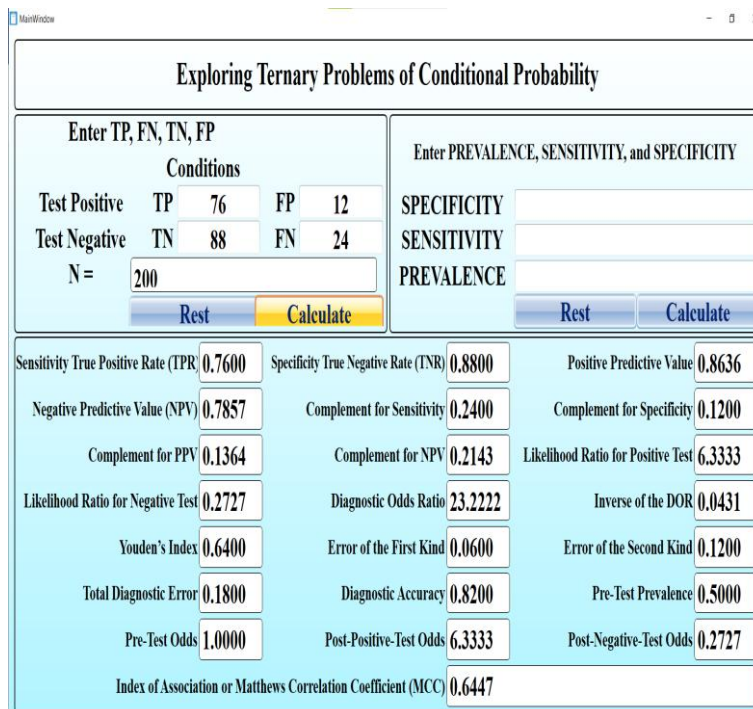 MainWindow
Exploring Ternary Problems of Conditional Probability
Enter TP, FN, TN, FP
Conditions
Test Positive TP 76 FP 12
Test Negative TN 88 FN 24
N = 200
Rest Calculate
Enter PREVALENCE, SENSITIVITY, and SPECIFICITY
SPECIFICITY
SENSITIVITY
PREVALENCE
Rest Calculate
Sensitivity True Positive Rate (TPR) 0.7600 Specificity True Negative Rate (TNR) 0.8800 Positive Predictive Value 0.8636
Negative Predictive Value (NPV) 0.7857 Complement for Sensitivity 0.2400 Complement for Specificity 0.1200
Complement for PPV 0.1364 Complement for NPV 0.2143 Likelihood Ratio for Positive Test 6.3333
Likelihood Ratio for Negative Test 0.2727 Diagnostic Odds Ratio 23.2222 Inverse of the DOR 0.0431
Youden's Index 0.6400 Error of the First Kind 0.0600 Error of the Second Kind 0.1200
Total Diagnostic Error 0.1800 Diagnostic Accuracy 0.8200 Pre-Test Prevalence 0.5000
Pre-Test Odds 1.0000 Post-Positive-Test Odds 6.3333 Post-Negative-Test Odds 0.2727
Index of Association or Matthews Correlation Coefficient (MCC) 0.6447